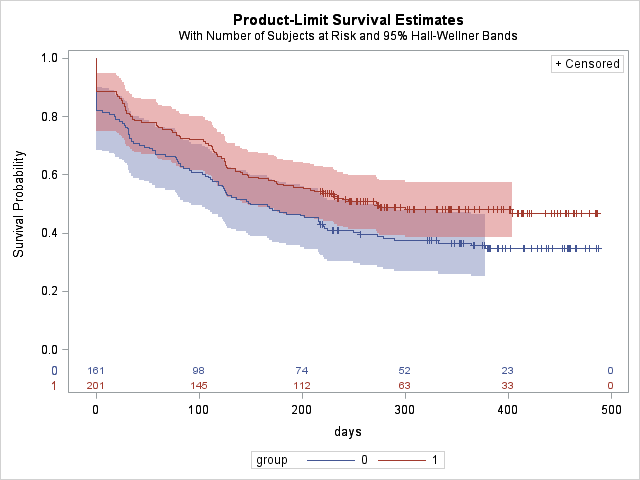 Product-Limit Survival Estimates
With Number of Subjects at Risk and 95% Hall-Wellner Bands
+ Censored
1.0
0.8
0.6
0.4
0.2
0.0
Survival Probability
0 161 98 74 52 23 0
1 201 145 112 63 33 0
0 100 200 300 400 500
days
group 0 1